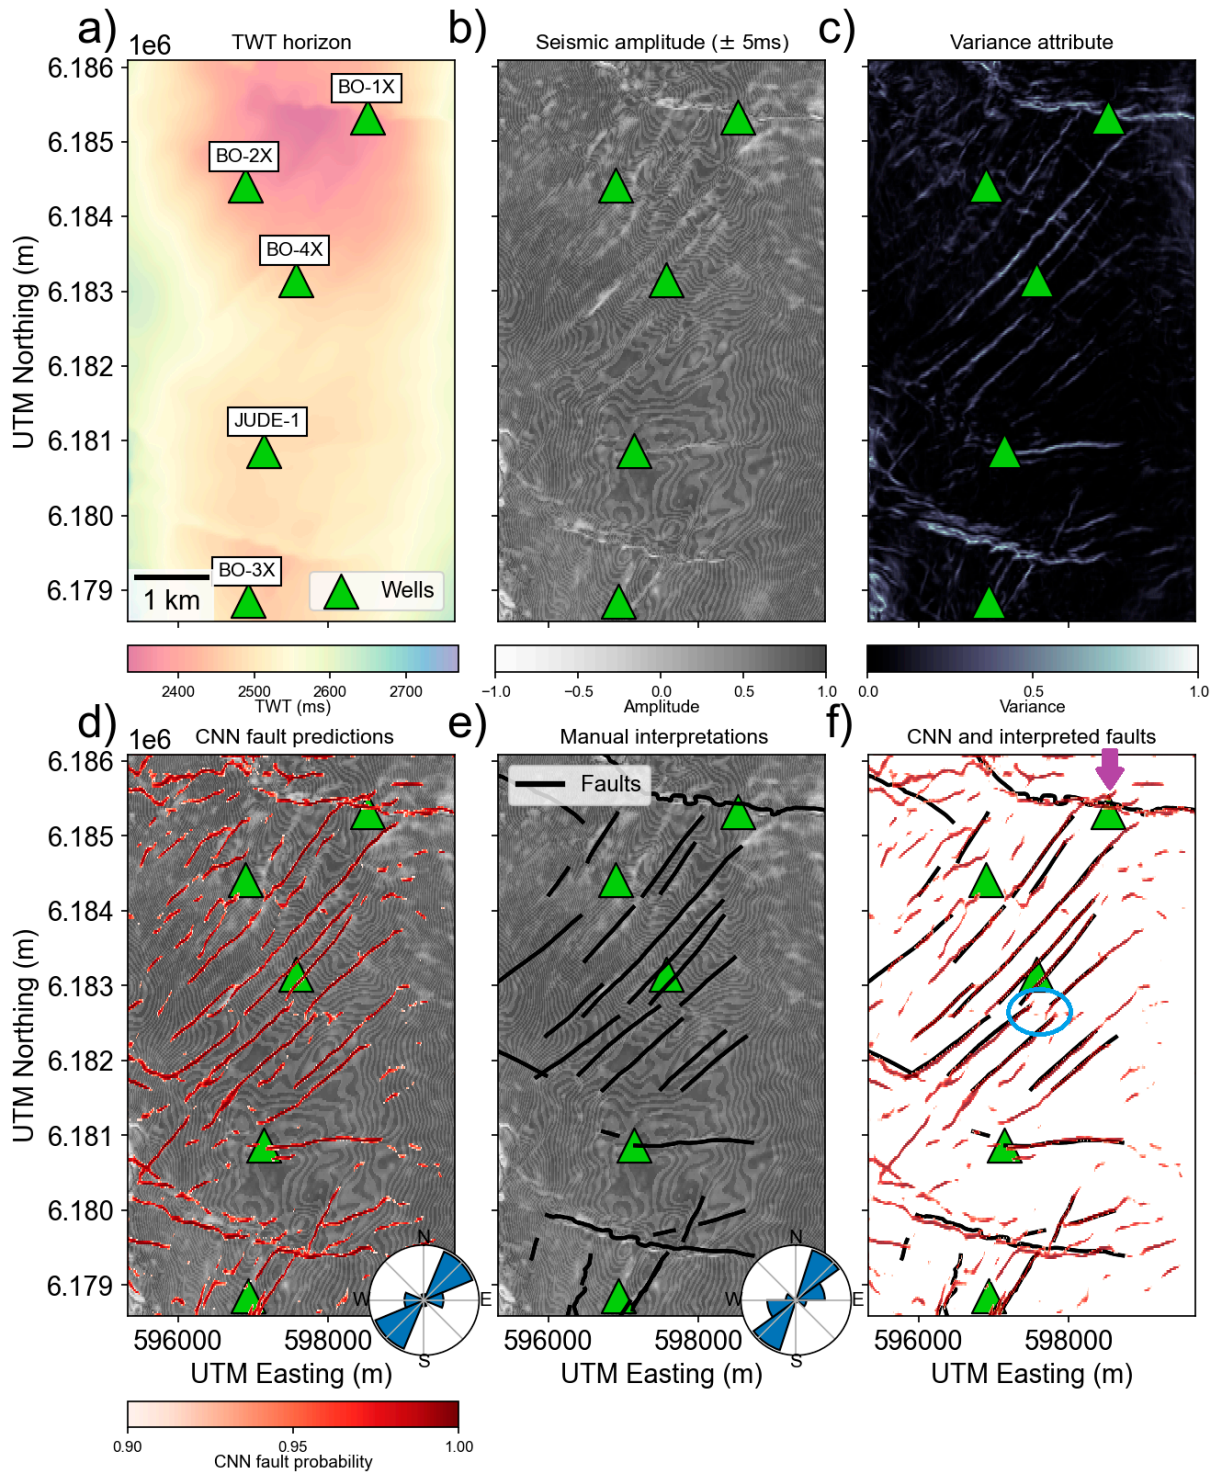 a)
1e6
TWT horizon
b)
Seismic amplitude (± 5ms)
c)
Variance attribute
6.186
6.185
6.184
6.183
6.182
6.181
6.180
6.179
UTM Northing (m)
BO-1X
BO-2X
BO-4X
JUDE-1
BO-3X
1 km
Wells
2400
2500
2600
2700
TWT (ms)
−1.0
−0.5
0.0
0.5
1.0
Amplitude
0.0
0.5
1.0
Variance
d)
1e6
CNN fault predictions
e)
Manual interpretations
f)
CNN and interpreted faults
6.186
6.185
6.184
6.183
6.182
6.181
6.180
6.179
UTM Northing (m)
Faults
N
W
E
S
N
W
E
S
596000
598000
UTM Easting (m)
596000
598000
UTM Easting (m)
596000
598000
UTM Easting (m)
0.90
0.95
1.00
CNN fault probability